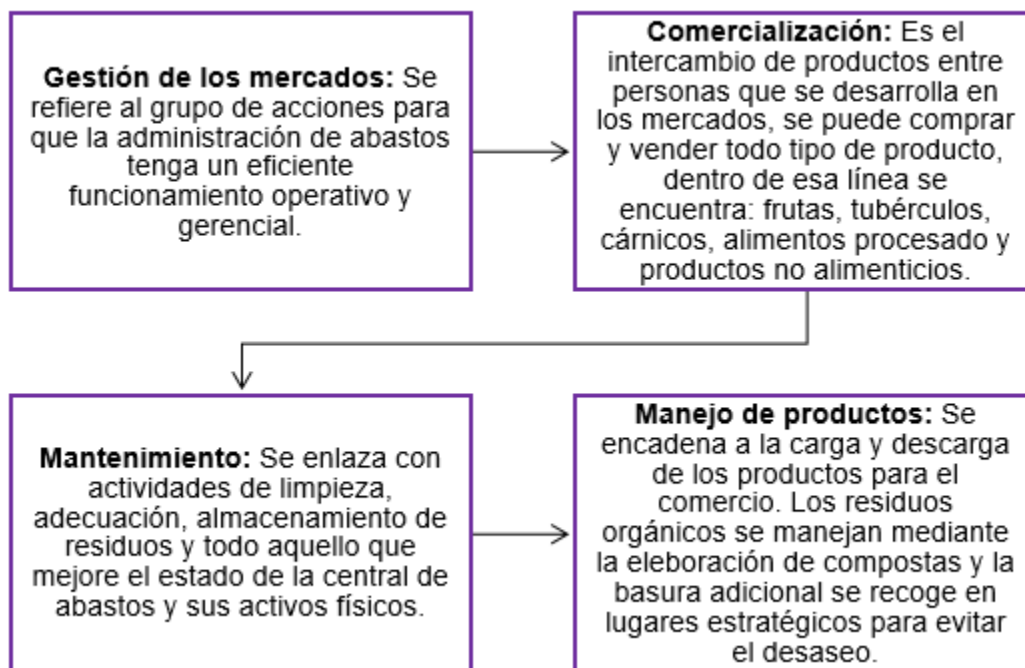 Gestión de los mercados: Se
refiere al grupo de acciones para
que la administración de abastos
tenga un eficiente
funcionamiento operativo y
gerencial.
Comercialización: Es el
intercambio de productos entre
personas que se desarrolla en
los mercados, se puede comprar
y vender todo tipo de producto,
dentro de esa línea se
encuentra: frutas, tubérculos,
cárnicos, alimentos procesado y
productos no alimenticios.
Mantenimiento: Se enlaza con
actividades de limpieza,
adecuación, almacenamiento de
residuos y todo aquello que
mejore el estado de la central de
abastos y sus activos físicos.
Manejo de productos: Se
encadena a la carga y descarga
de los productos para el
comercio. Los residuos
orgánicos se manejan mediante
la eleboración de compostas y la
basura adicional se recoge en
lugares estratégicos para evitar
el desaseo.